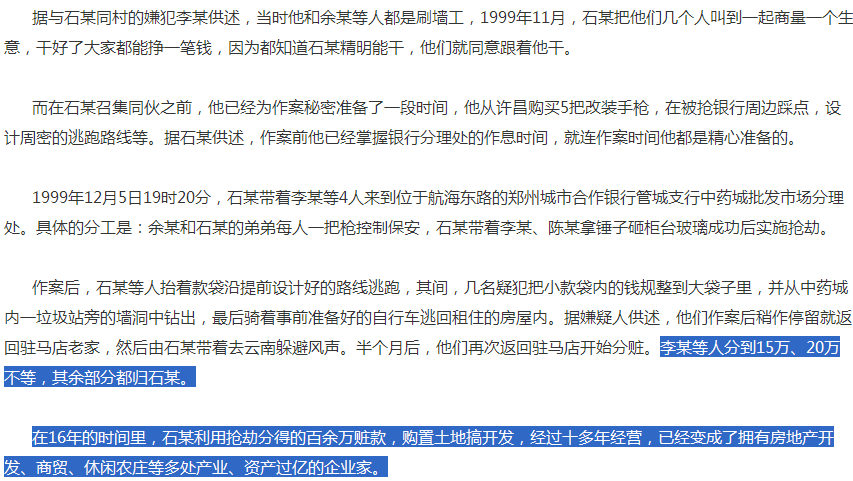 据与石某同村的嫌犯李某供述，当时他和余某等人都是刷墙工，1999年11月，石某把他们几个人叫到一起商量一个生
意，干好了大家都能挣一笔钱，因为都知道石某精明能干，他们就同意跟着他干。
而在石某召集同伙之前，他已经为作案秘密准备了一段时间，他从许昌购买5把改装手枪，在被抢银行周边踩点，设
计周密的逃跑路线等。据石某供述，作案前他已经掌握银行分理处的作息时间，就连作案时间他都是精心准备的。
1999年12月5日19时20分，石某带着李某等4人来到位于航海东路的郑州城市合作银行管城支行中药城批发市场分理
处。具体的分工是：余某和石某的弟弟每人一把枪控制保安，石某带着李某、陈某拿锤子砸柜台玻璃成功后实施抢劫。
作案后，石某等人抬着款袋沿提前设计好的路线逃跑，其间，几名疑犯把小款袋内的钱规整到大袋子里，并从中药城
内一垃圾站旁的墙洞中钻出，最后骑着事前准备好的自行车逃回租住的房屋内。据嫌疑人供述，他们作案后稍作停留就返
回驻马店老家，然后由石某带着去云南躲避风声。半个月后，他们再次返回驻马店开始分赃。李某等人分到15万、20万
不等，其余部分都归石某。
在16年的时间里，石某利用抢劫分得的百余万赃款，购置土地搞开发，经过十多年经营，已经变成了拥有房地产开
发、商贸、休闲农庄等多处产业、资产过亿的企业家。